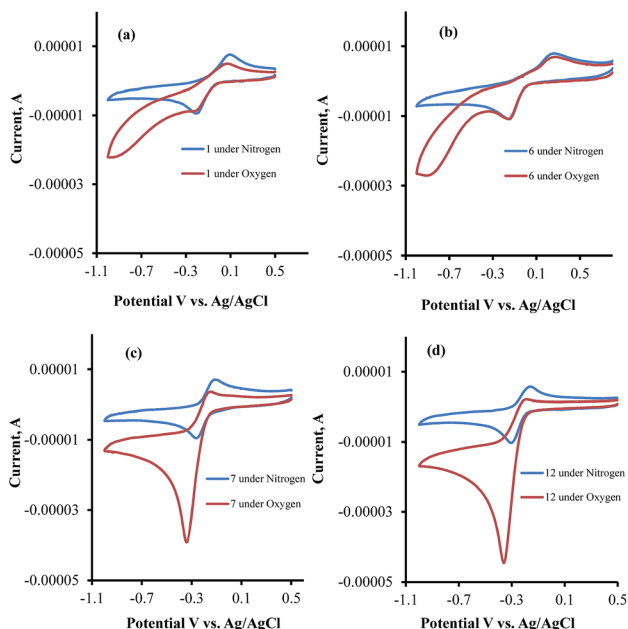 (a)
0.00001
-0.00001
-0.00003
-0.00005
Current, A
1 under Nitrogen
1 under Oxygen
-1.1 -0.7 -0.3 0.1 0.5
Potential V vs. Ag/AgCl
(b)
0.00001
-0.00001
-0.00003
-0.00005
Current, A
6 under Nitrogen
6 under Oxygen
-1.1 -0.7 -0.3 0.1 0.5
Potential V vs. Ag/AgCl
(c)
0.00001
-0.00001
-0.00003
-0.00005
Current, A
7 under Nitrogen
7 under Oxygen
-1.1 -0.7 -0.3 0.1 0.5
Potential V vs. Ag/AgCl
(d)
0.00001
-0.00001
-0.00003
-0.00005
Current, A
12 under Nitrogen
12 under Oxygen
-1.1 -0.7 -0.3 0.1 0.5
Potential V vs. Ag/AgCl